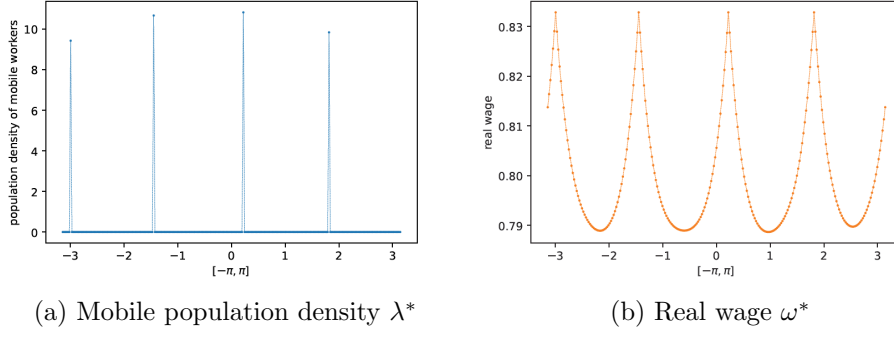 population density of mobile workers
10
8
6
4
2
0
−3 −2 −1 0 1 2 3
[−π, π]
(a) Mobile population density λ*
real wage
0.83
0.82
0.81
0.80
0.79
−3 −2 −1 0 1 2 3
[−π, π]
(b) Real wage ω*